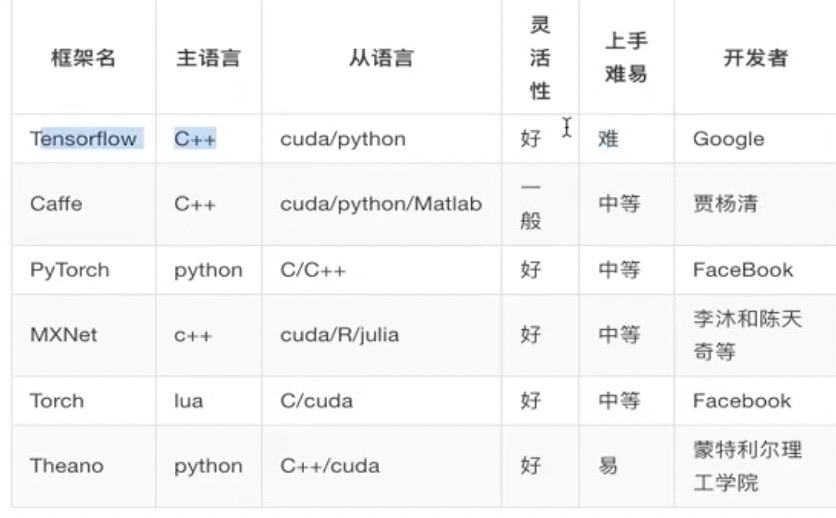 框架名 主语言 从语言 灵活性 上手难易 开发者
Tensorflow C++ cuda/python 好 难 Google
Caffe C++ cuda/python/Matlab 一般 中等 贾杨清
PyTorch python C/C++ 好 中等 FaceBook
MXNet c++ cuda/R/julia 好 中等 李沐和陈天奇等
Torch lua C/cuda 好 中等 Facebook
Theano python C++/cuda 好 易 蒙特利尔理工学院